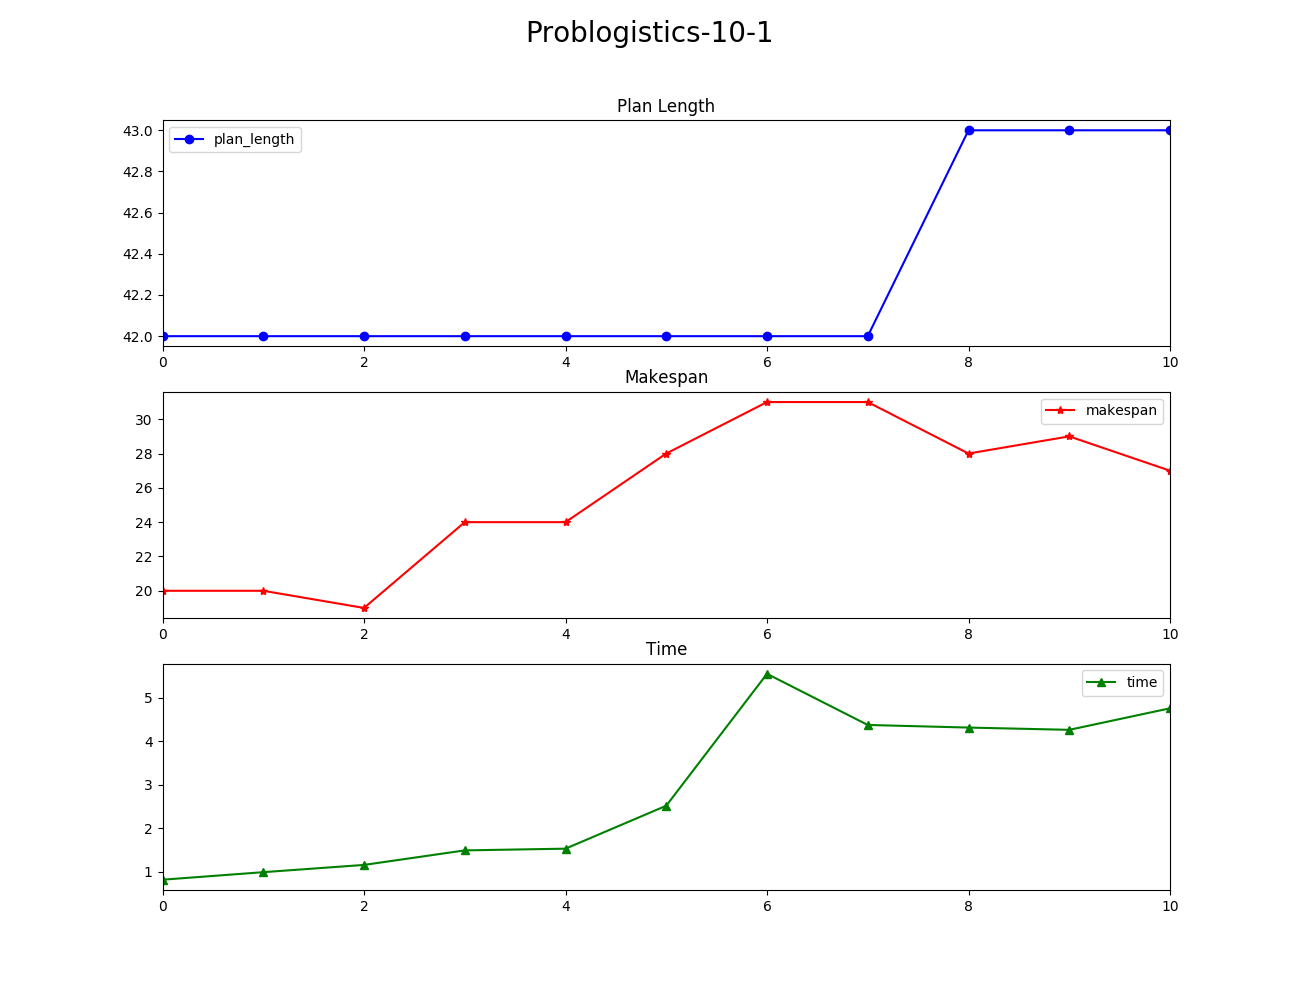 Problogistics-10-1
Plan Length
plan_length
43.0
42.8
42.6
42.4
42.2
42.0
0 2 4 6 8 10
Makespan
makespan
30
28
26
24
22
20
0 2 4 6 8 10
Time
time
5
4
3
2
1
0 2 4 6 8 10